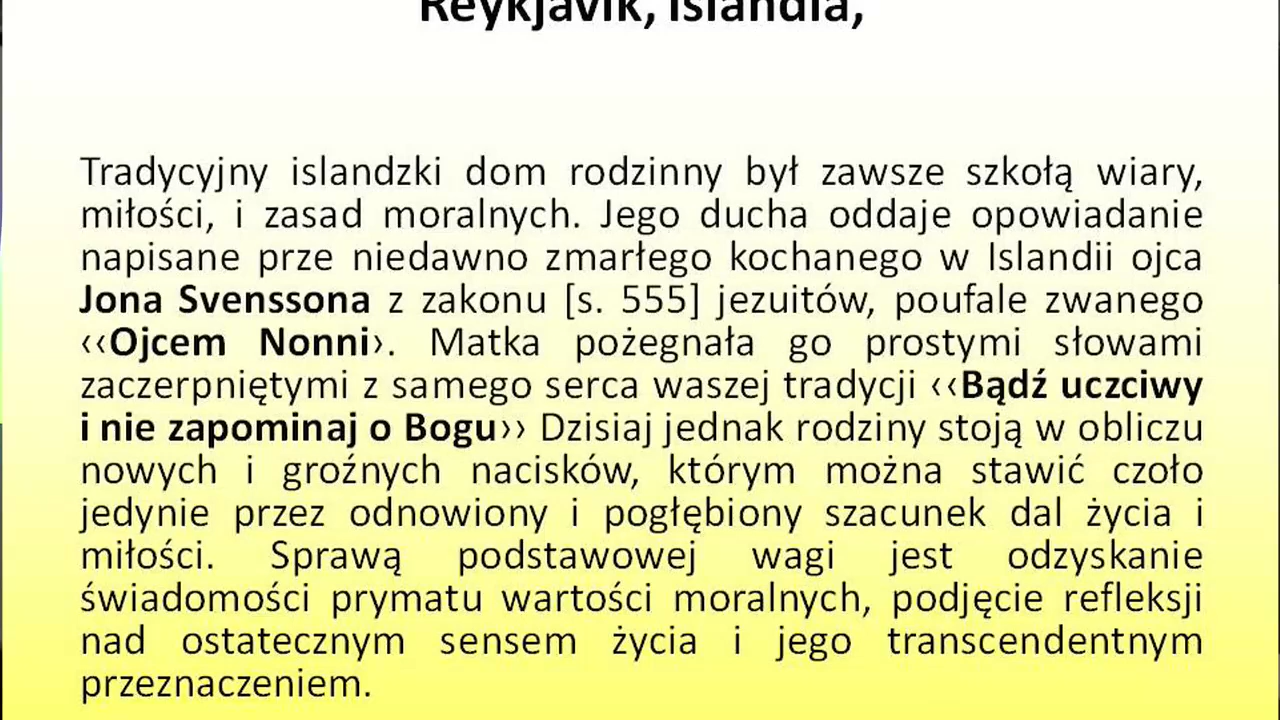 Reykjavik, Islandia,
Tradycyjny islandzki dom rodzinny był zawsze szkołą wiary,
miłości, i zasad moralnych. Jego ducha oddaje opowiadanie
napisane prze niedawno zmarłego kochanego w Islandii ojca
Jona Svenssona z zakonu [s. 555] jezuitów, poufale zwanego
‹‹Ojcem Nonni›. Matka pożegnała go prostymi słowami
zaczerpniętymi z samego serca waszej tradycji ‹‹Bądź uczciwy
i nie zapominaj o Bogu›› Dzisiaj jednak rodziny stoją w obliczu
nowych i groźnych nacisków, którym można stawić czoło
jedynie przez odnowiony i pogłębiony szacunek dal życia i
miłości. Sprawą podstawowej wagi jest odzyskanie
świadomości prymatu wartości moralnych, podjęcie refleksji
nad ostatecznym sensem życia i jego transcendentnym
przeznaczeniem.